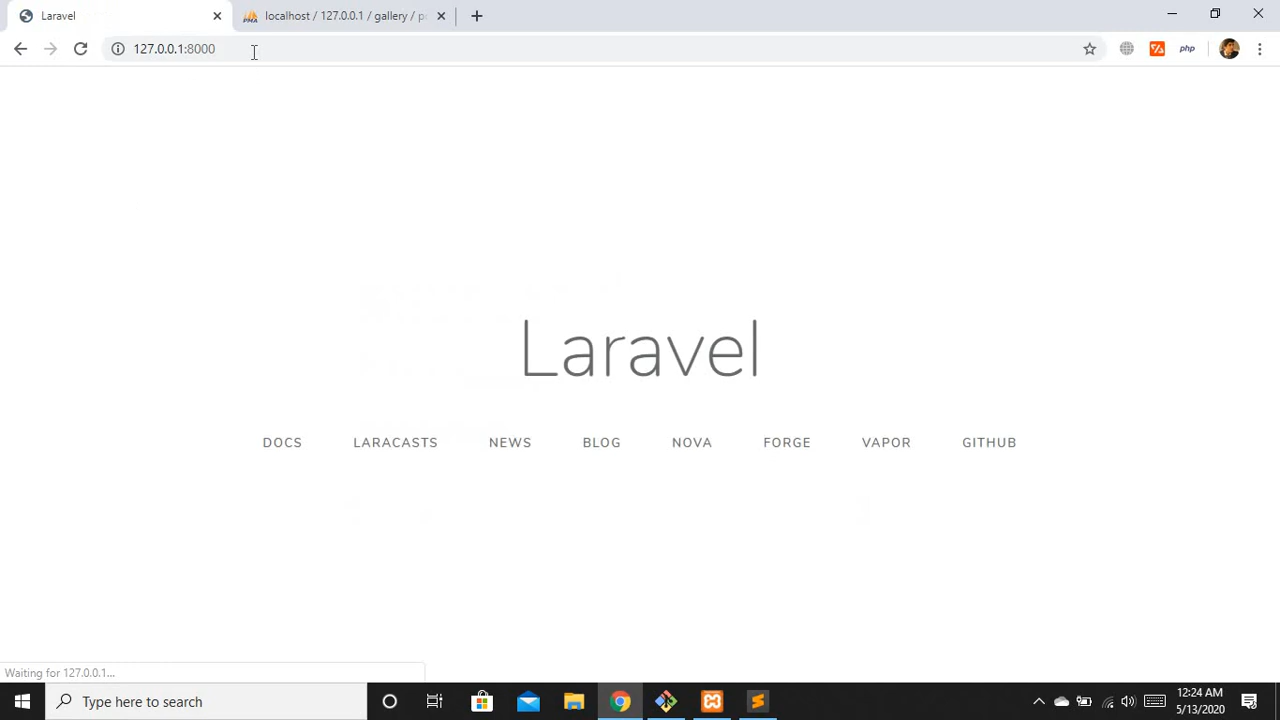 Laravel
PMA localhost / 127.0.0.1 / gallery / po
127.0.0.1:8000
php
Laravel
DOCS LARACASTS NEWS BLOG NOVA FORGE VAPOR GITHUB
Waiting for 127.0.0.1...
Type here to search
12:24 AM
5/13/2020